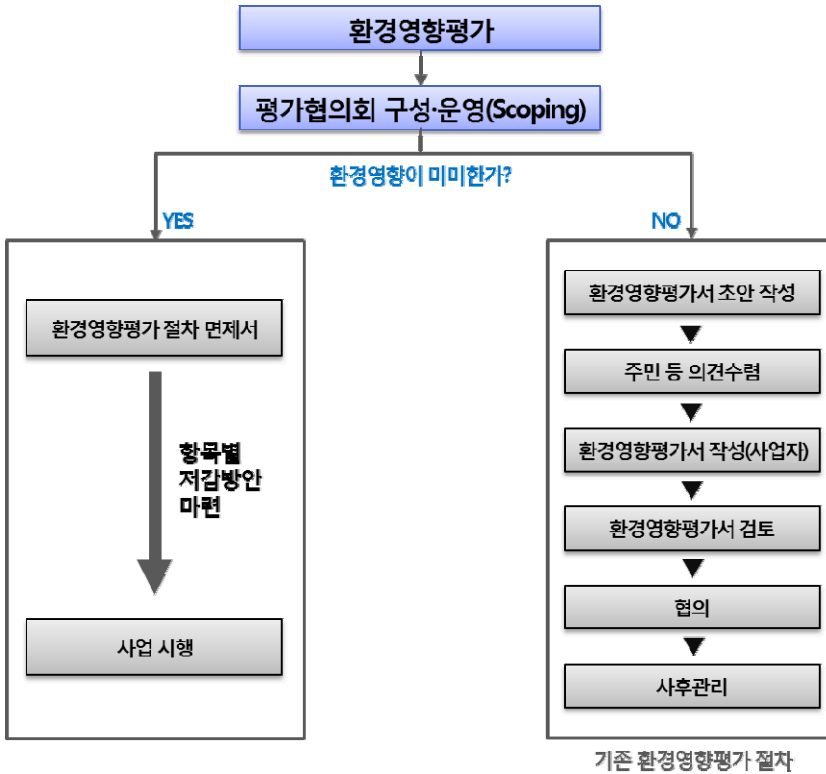 환경영향평가
평가협의회 구성·운영(Scoping)
환경영향이 미미한가?
YES
환경영향평가 절차 면제서
항목별
저감방안
마련
사업 시행
NO
환경영향평가서 초안 작성
주민 등 의견수렴
환경영향평가서 작성(사업자)
환경영향평가서 검토
협의
사후관리
기존 환경영향평가 절차